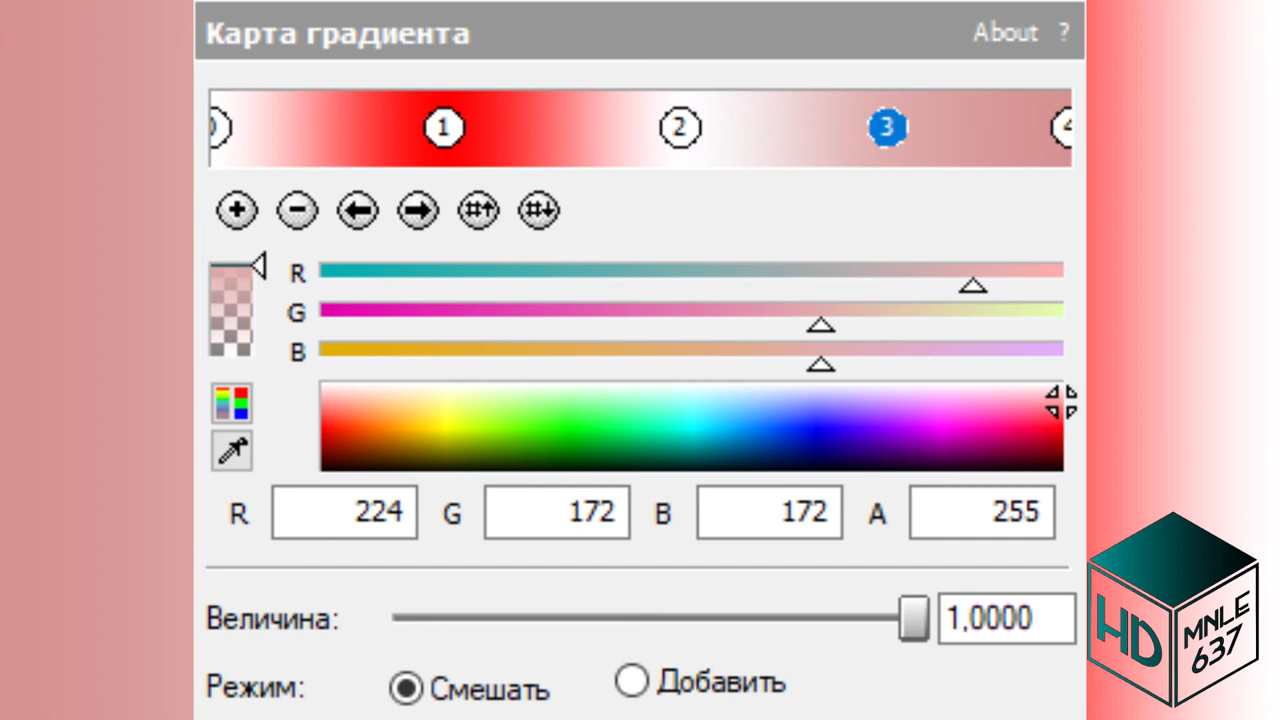 Карта градиента About ?
1 2 3 4
R
G
B
R 224 G 172 B 172 A 255
Величина: 1,0000
Режим: Смешать Добавить
HD MNLE 637